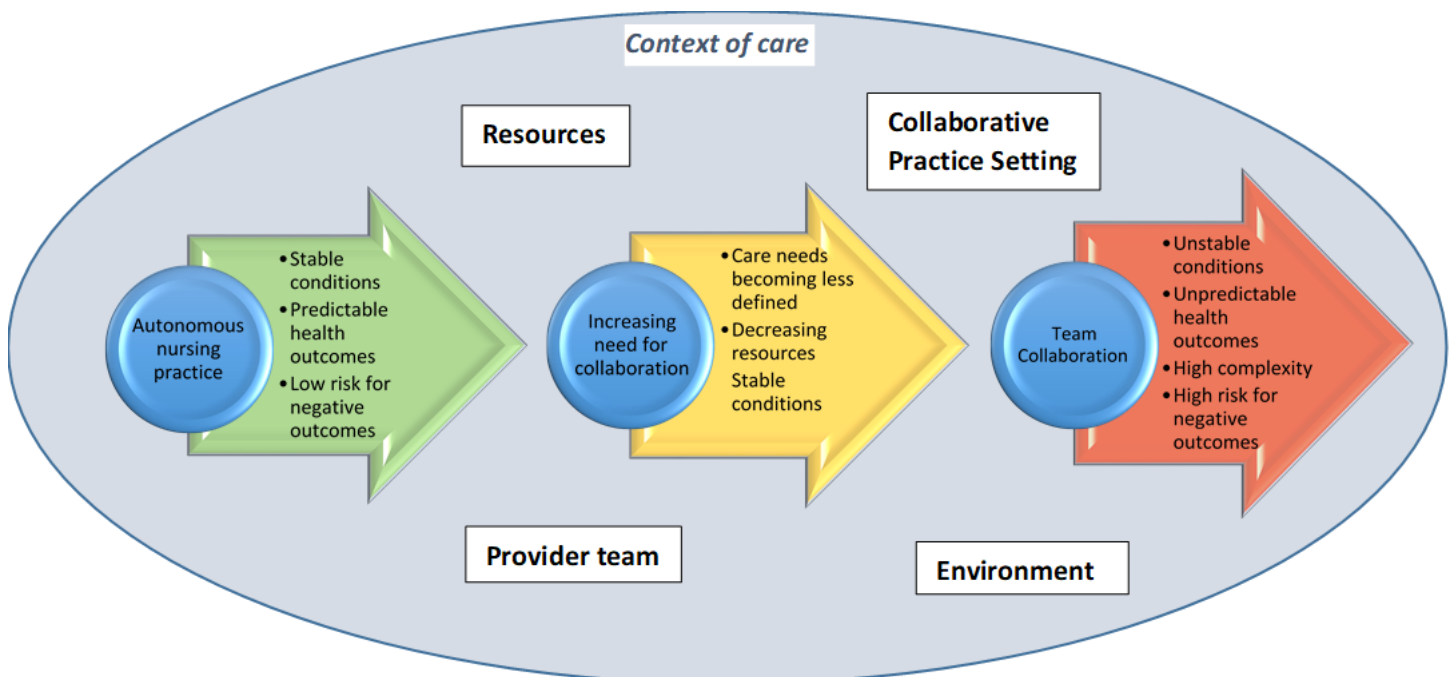 Context of care
Resources
Collaborative
Practice Setting
Autonomous
nursing
practice
•Stable
conditions
•Predictable
health
outcomes
•Low risk for
negative
outcomes
Increasing
need for
collaboration
•Care needs
becoming less
defined
•Decreasing
resources
Stable
conditions
Team
Collaboration
•Unstable
conditions
•Unpredictable
health
outcomes
•High complexity
•High risk for
negative
outcomes
Provider team
Environment